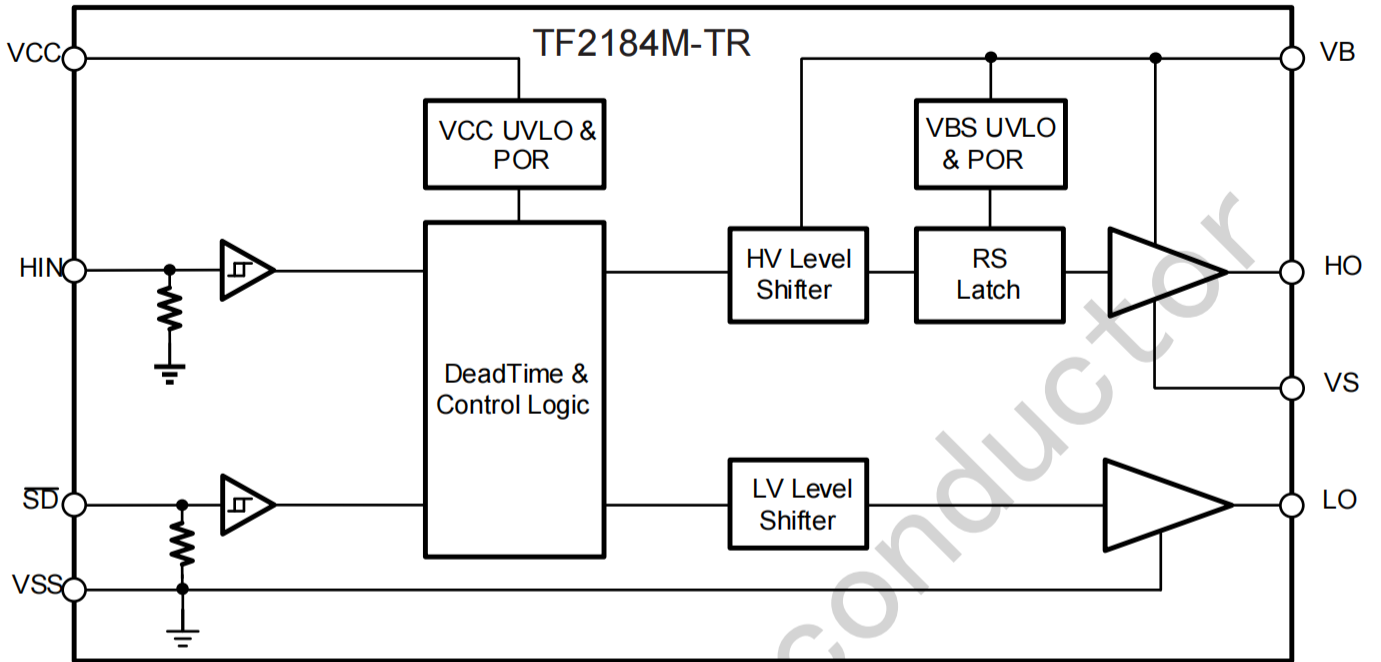 TF2184M-TR
VCC
VB
VCC UVLO &
POR
VBS UVLO
& POR
HIN
HV Level
Shifter
RS
Latch
HO
DeadTime &
Control Logic
VS
S̅D̅
LV Level
Shifter
LO
VSS
conductor